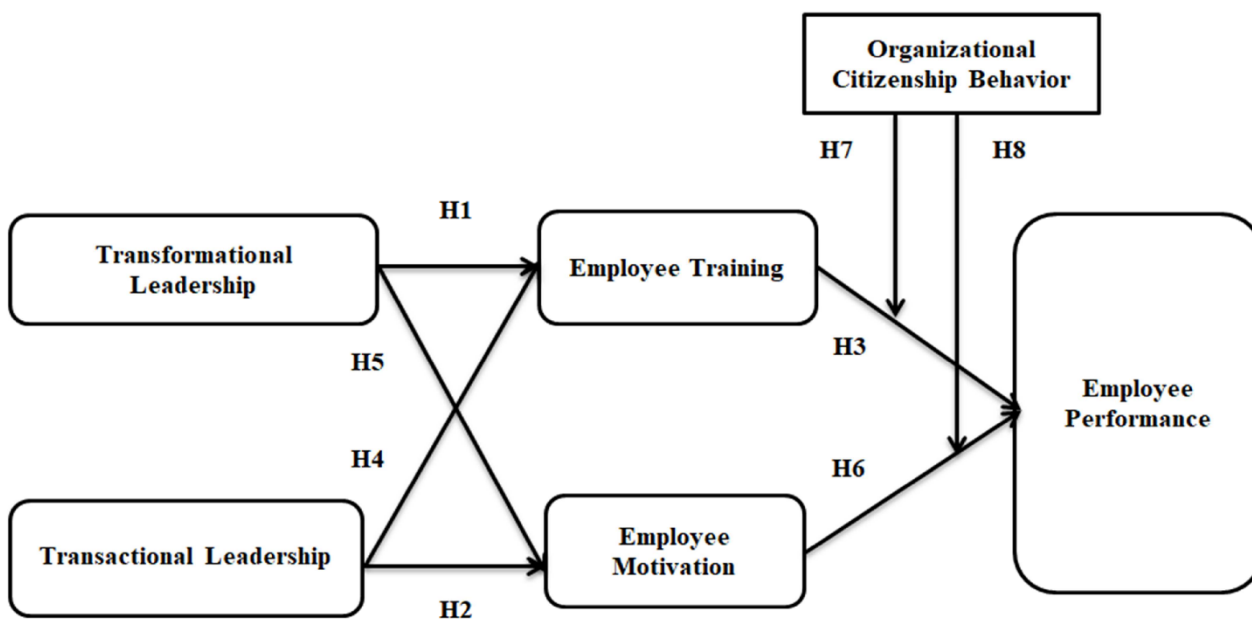 Organizational
Citizenship Behavior
H7
H8
H1
Transformational
Leadership
Employee Training
H5
H3
Employee
Performance
H4
H6
Transactional Leadership
Employee
Motivation
H2